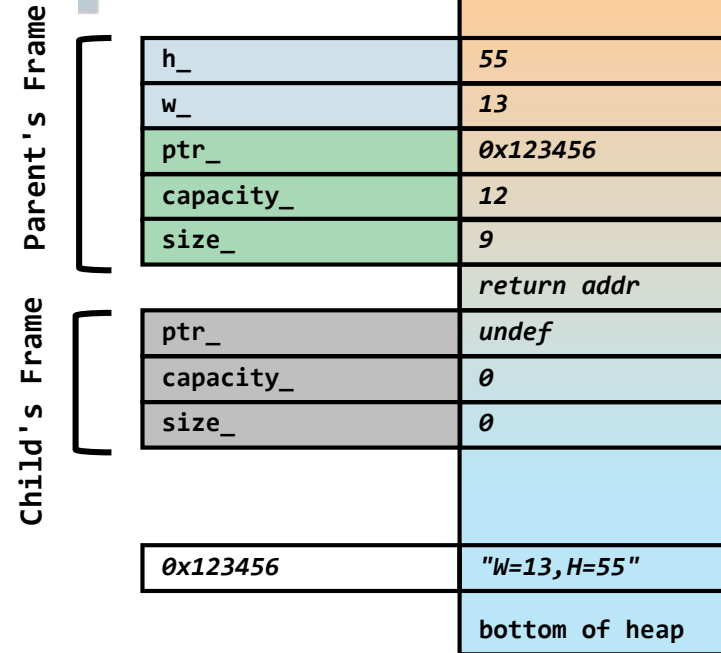 Parent's Frame
h_ 55
w_ 13
ptr_ 0x123456
capacity_ 12
size_ 9
return addr
Child's Frame
ptr_ undef
capacity_ 0
size_ 0
0x123456 "W=13,H=55"
bottom of heap